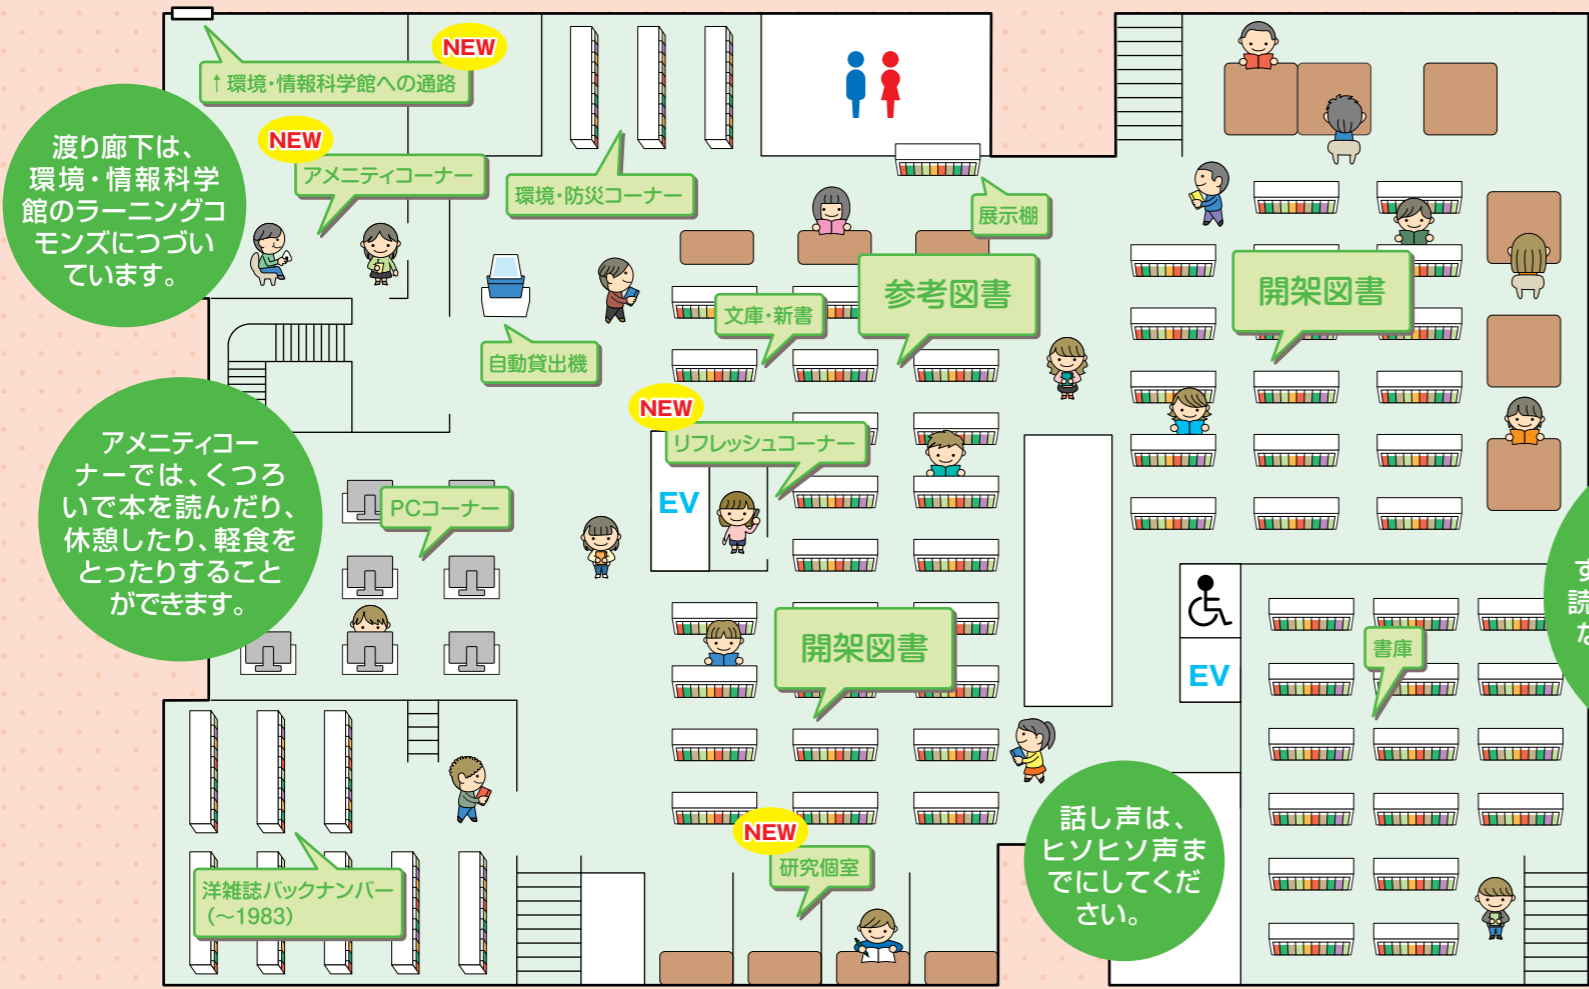 NEW
↑環境・情報科学館への通路
渡り廊下は、
環境・情報科学
館のラーニングコ
モンズにつづい
ています。
NEW
アメニティコーナー
環境・防災コーナー
展示棚
参考図書
開架図書
文庫・新書
自動貸出機
NEW
リフレッシュコーナー
アメニティコー
ナーでは、くつろ
いで本を読んだり、
休憩したり、軽食を
とったりすること
ができます。
PCコーナー
EV
開架図書
EV
書庫
す
読
な
NEW
研究個室
話し声は、
ヒソヒソ声ま
でにしてくだ
さい。
洋雑誌バックナンバー
（～1983）